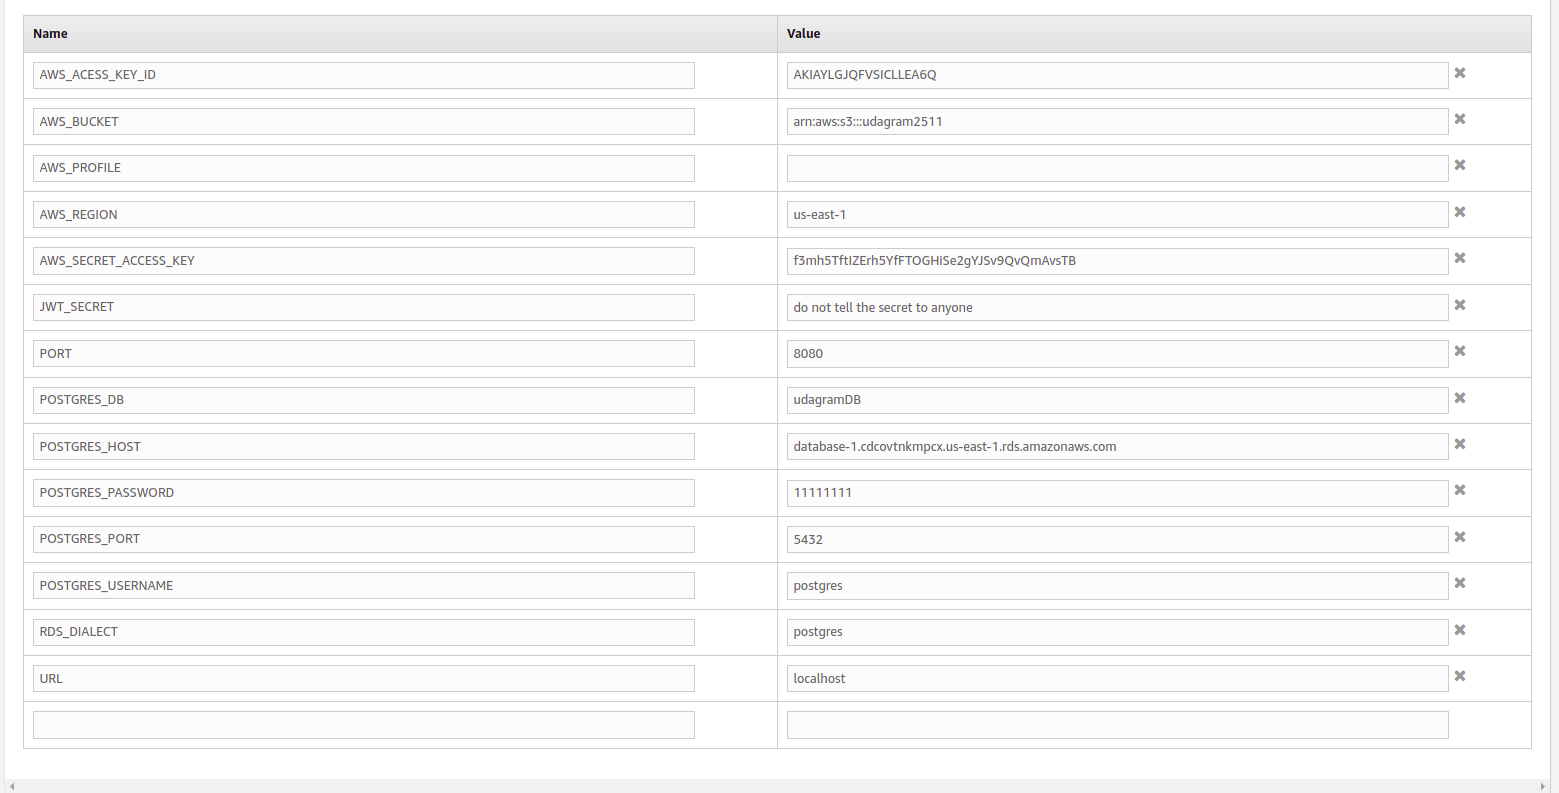 Name Value
AWS_ACESS_KEY_ID AKIAYLGJQFVSICLLEA6Q
AWS_BUCKET arn:aws:s3:::udagram2511
AWS_PROFILE
AWS_REGION us-east-1
AWS_SECRET_ACCESS_KEY
JWT_SECRET do not tell the secret to anyone
PORT 8080
POSTGRES_DB udagramDB
POSTGRES_HOST database-1.cdcovtnkmpcx.us-east-1.rds.amazonaws.com
POSTGRES_PASSWORD 11111111
POSTGRES_PORT 5432
POSTGRES_USERNAME postgres
RDS_DIALECT postgres
URL localhost